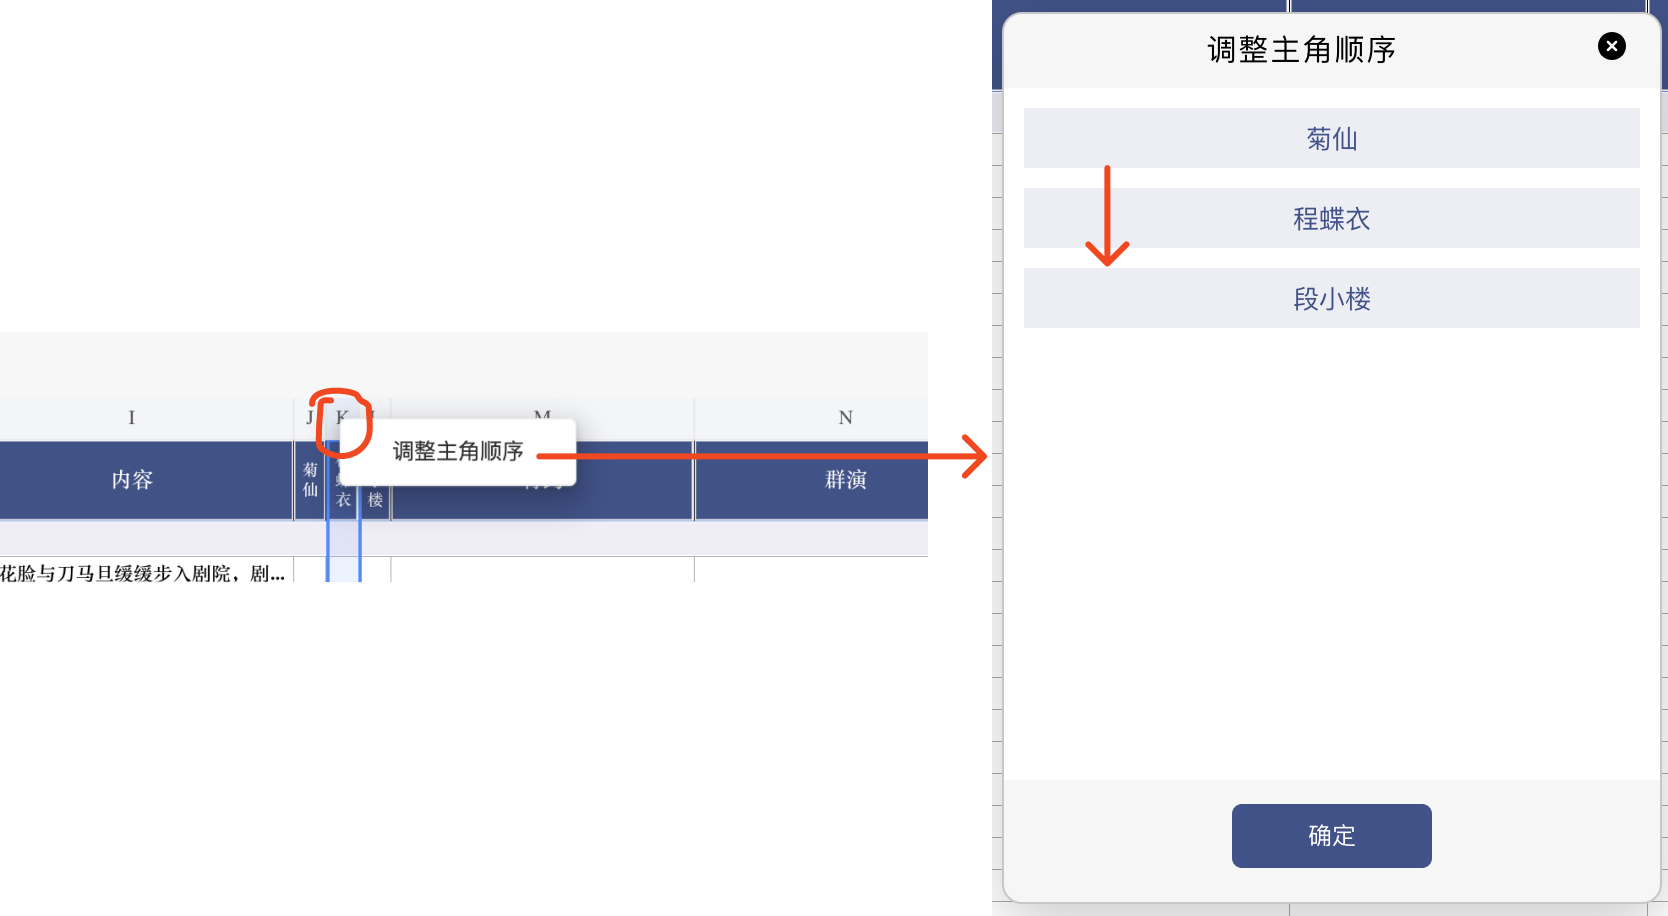 I J K M N
调整主角顺序
内容 菊仙 衣 楼 群演
花脸与刀马旦缓缓步入剧院，剧...
调整主角顺序
菊仙
程蝶衣
段小楼
确定